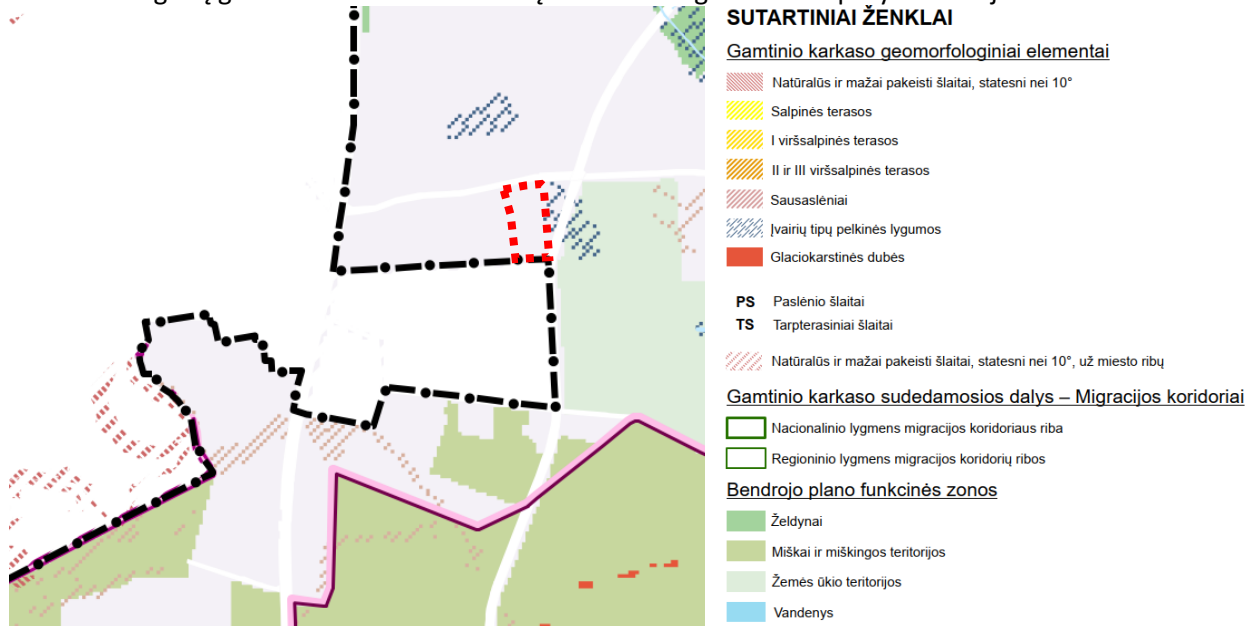 SUTARTINIAI ŽENKLAI
Gamtinio karkaso geomorfologiniai elementai
Natūralūs ir mažai pakeisti šlaitai, statesni nei 10°
Salpinės terasos
I viršsalpinės terasos
II ir III viršsalpinės terasos
Sausaslėniai
Įvairių tipų pelkinės lygumos
Glaciokarstinės dubės
PS Paslėnio šlaitai
TS Tarpterasiniai šlaitai
Natūralūs ir mažai pakeisti šlaitai, statesni nei 10°, už miesto ribų
Gamtinio karkaso sudedamosios dalys – Migracijos koridoriai
Nacionalinio lygmens migracijos koridoriaus riba
Regioninio lygmens migracijos koridorių ribos
Bendrojo plano funkcinės zonos
Želdynai
Miškai ir miškingos teritorijos
Žemės ūkio teritorijos
Vandenys